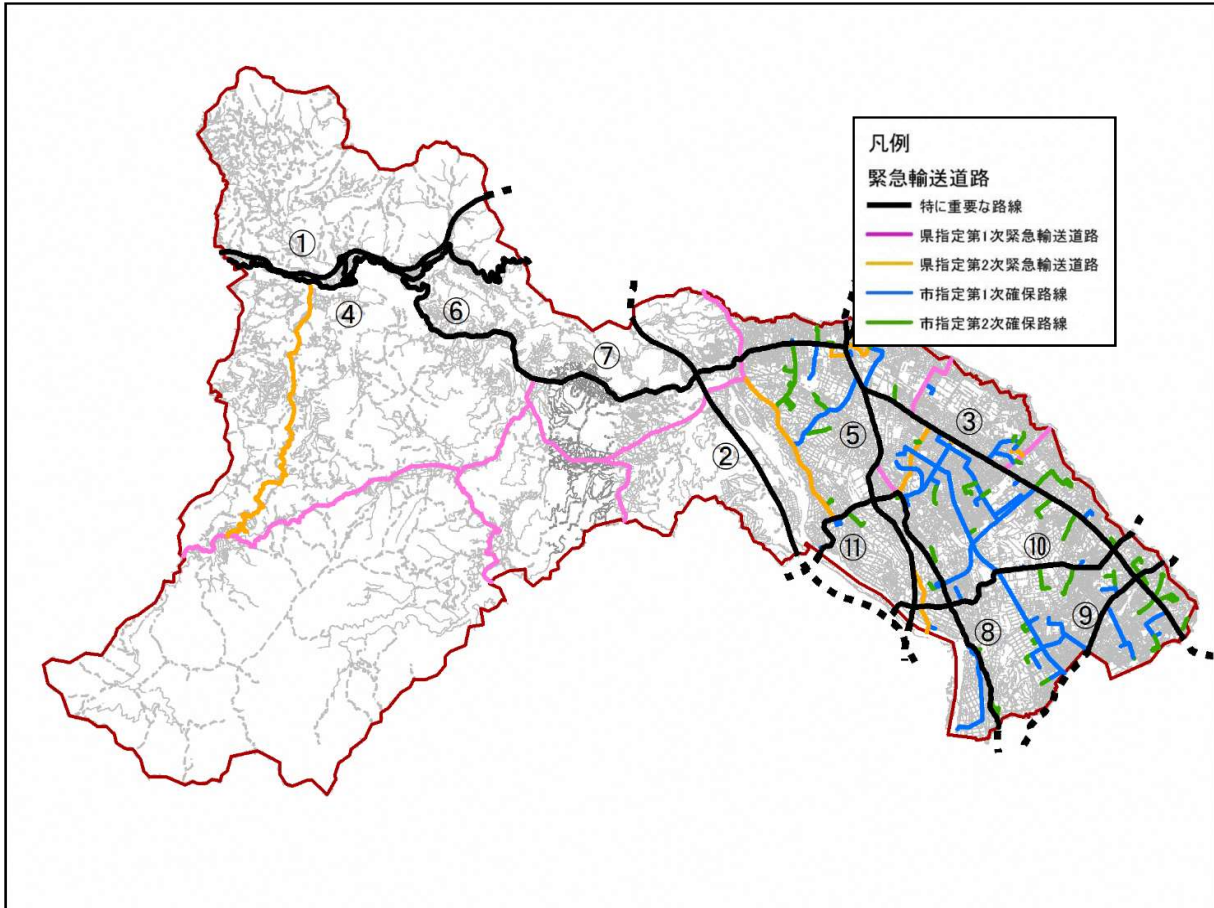 凡例
緊急輸送道路
特に重要な路線
県指定第1次緊急輸送道路
県指定第2次緊急輸送道路
市指定第1次確保路線
市指定第2次確保路線
①
④
⑥
⑦
②
⑤
③
⑪
⑩
⑧
⑨